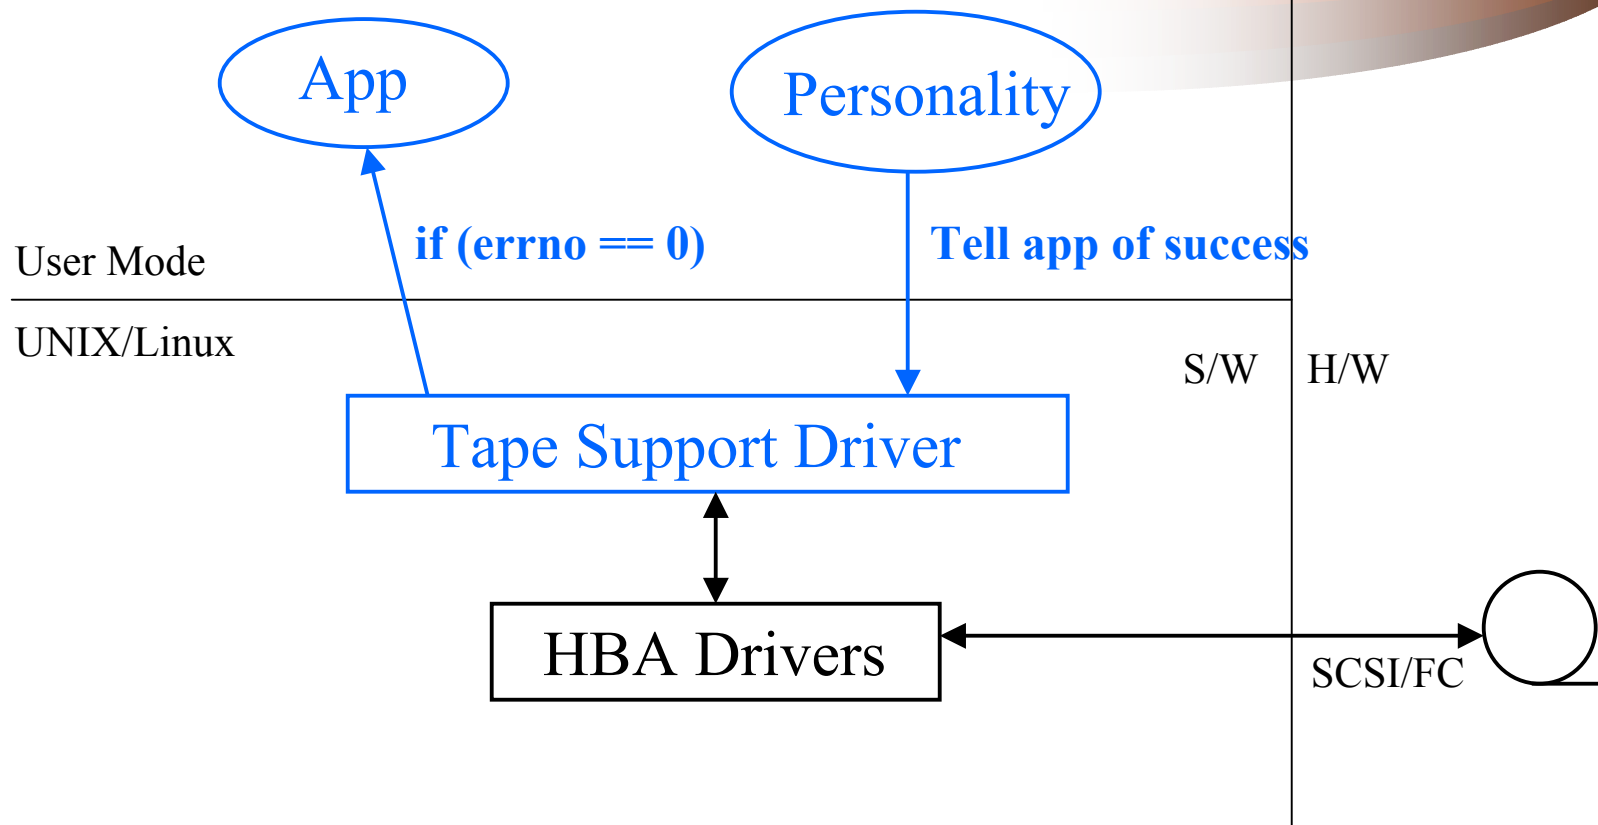 App
Personality
if (errno == 0)
Tell app of success
User Mode
UNIX/Linux
S/W
H/W
Tape Support Driver
HBA Drivers
SCSI/FC